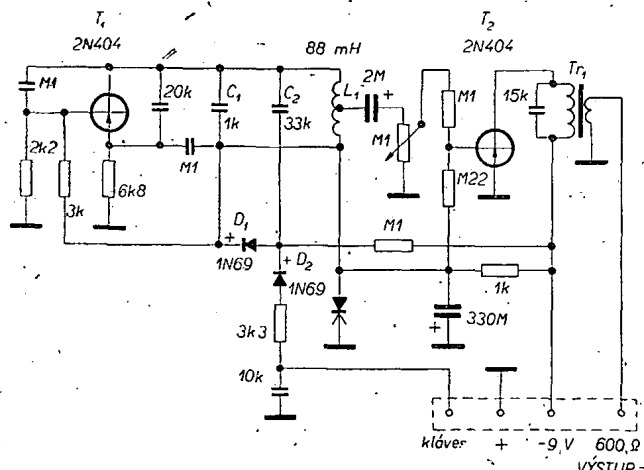 T₁
2N404
88 mH
T₂
2N404
Tr₁
M1
20k
C₁
1k
C₂
33k
L₁
2M
+
M1
M1
15k
M1
2k2
3k
6k8
M22
D₁
+
1N69
+ D₂
1N69
M1
1k
3k3
330M
+
10k
kláves
+
-9 V
600 Ω
VÝSTUP